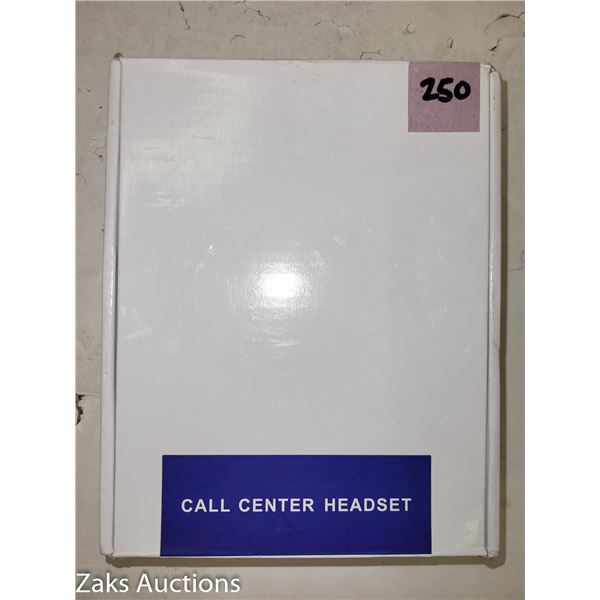 250
CALL CENTER HEADSET
Zaks Auctions